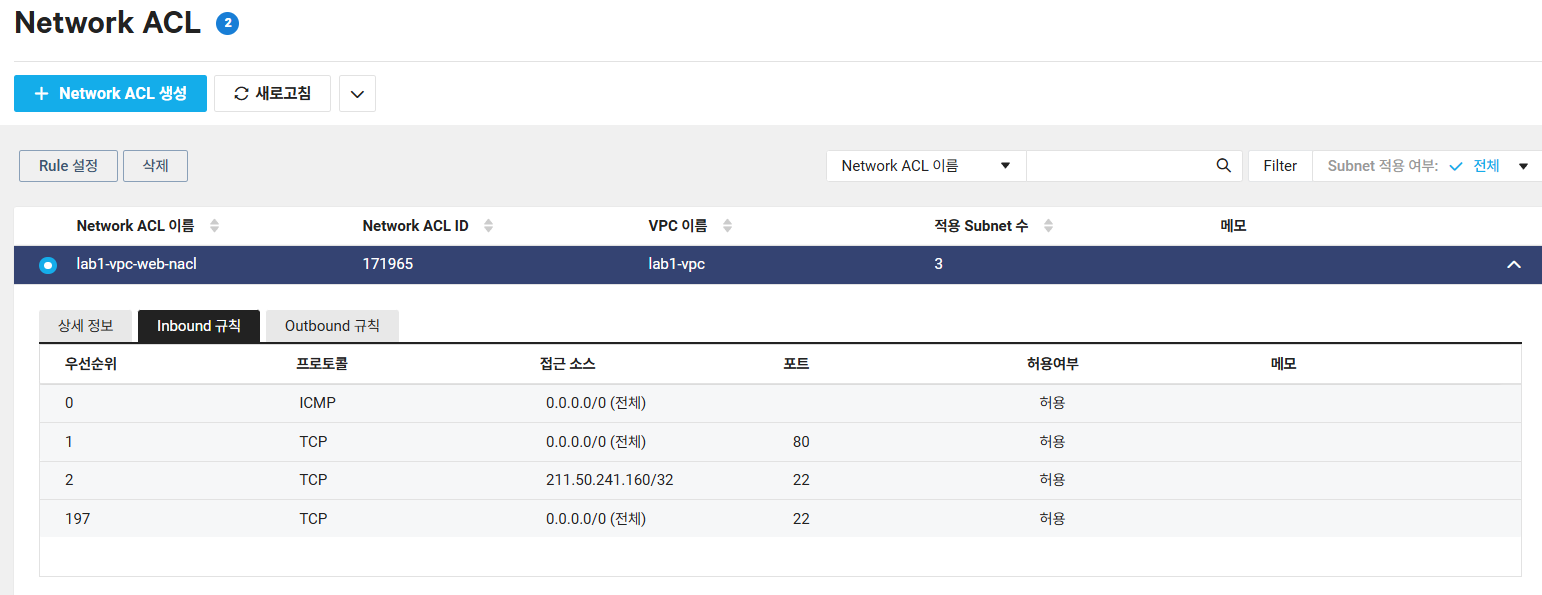 Network ACL 2
+ Network ACL 생성 새로고침
Rule 설정 삭제 Network ACL 이름 Filter Subnet 적용 여부: 전체
Network ACL 이름 Network ACL ID VPC 이름 적용 Subnet 수 메모
lab1-vpc-web-nacl 171965 lab1-vpc 3
상세 정보 Inbound 규칙 Outbound 규칙
우선순위 프로토콜 접근 소스 포트 허용여부 메모
0 ICMP 0.0.0.0/0 (전체) 허용
1 TCP 0.0.0.0/0 (전체) 80 허용
2 TCP 211.50.241.160/32 22 허용
197 TCP 0.0.0.0/0 (전체) 22 허용